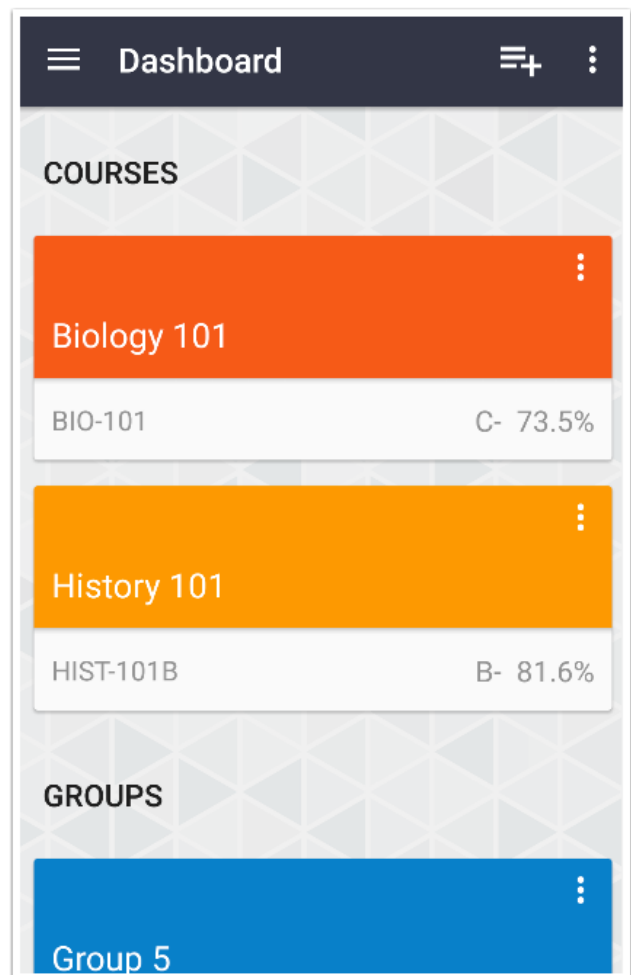 Dashboard
COURSES
Biology 101
BIO-101 C- 73.5%
History 101
HIST-101B B- 81.6%
GROUPS
Group 5